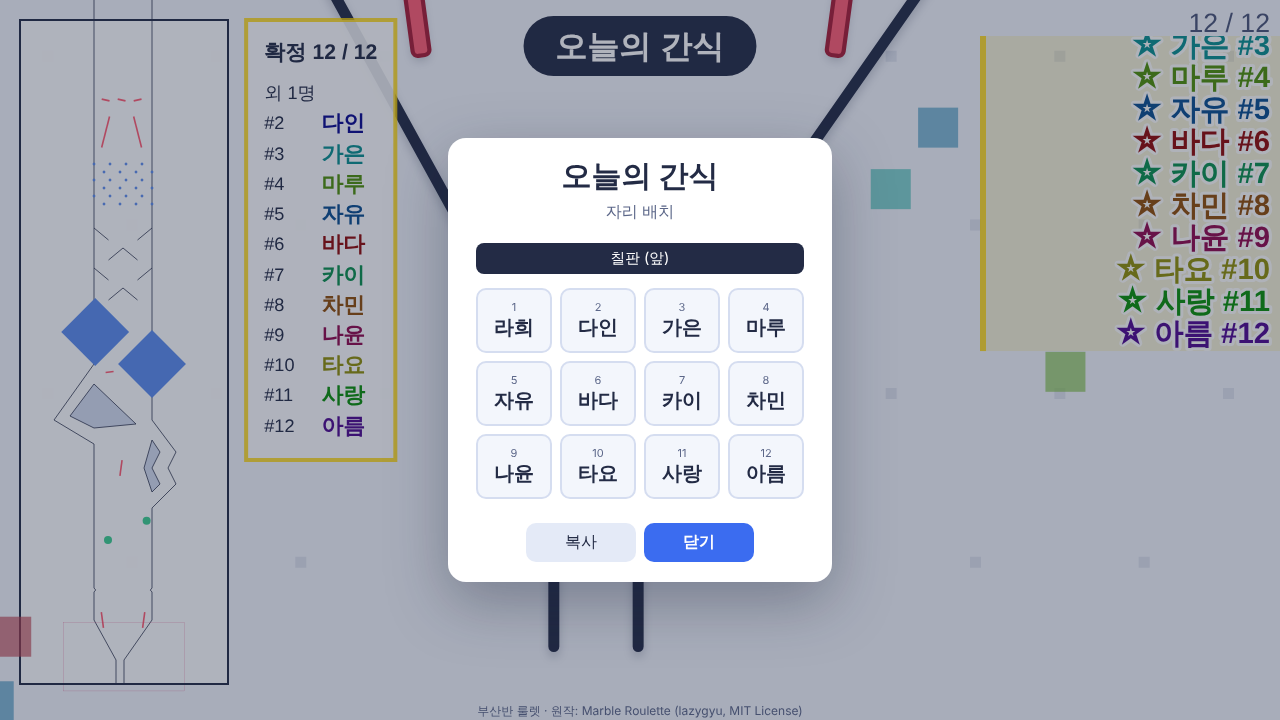 오늘의 간식
12 / 12
확정 12 / 12
외 1명
#2 다인
#3 가은
#4 마루
#5 자유
#6 바다
#7 카이
#8 차민
#9 나윤
#10 타요
#11 사랑
#12 아름
오늘의 간식
자리 배치
칠판 (앞)
1 2 3 4
라희 다인 가은 마루
5 6 7 8
자유 바다 카이 차민
9 10 11 12
나윤 타요 사랑 아름
복사 닫기
☆ 가은 #3
☆ 마루 #4
☆ 자유 #5
☆ 바다 #6
☆ 카이 #7
☆ 차민 #8
☆ 나윤 #9
☆ 타요 #10
☆ 사랑 #11
☆ 아름 #12
부산반 룰렛 · 원작: Marble Roulette (lazygyu, MIT License)